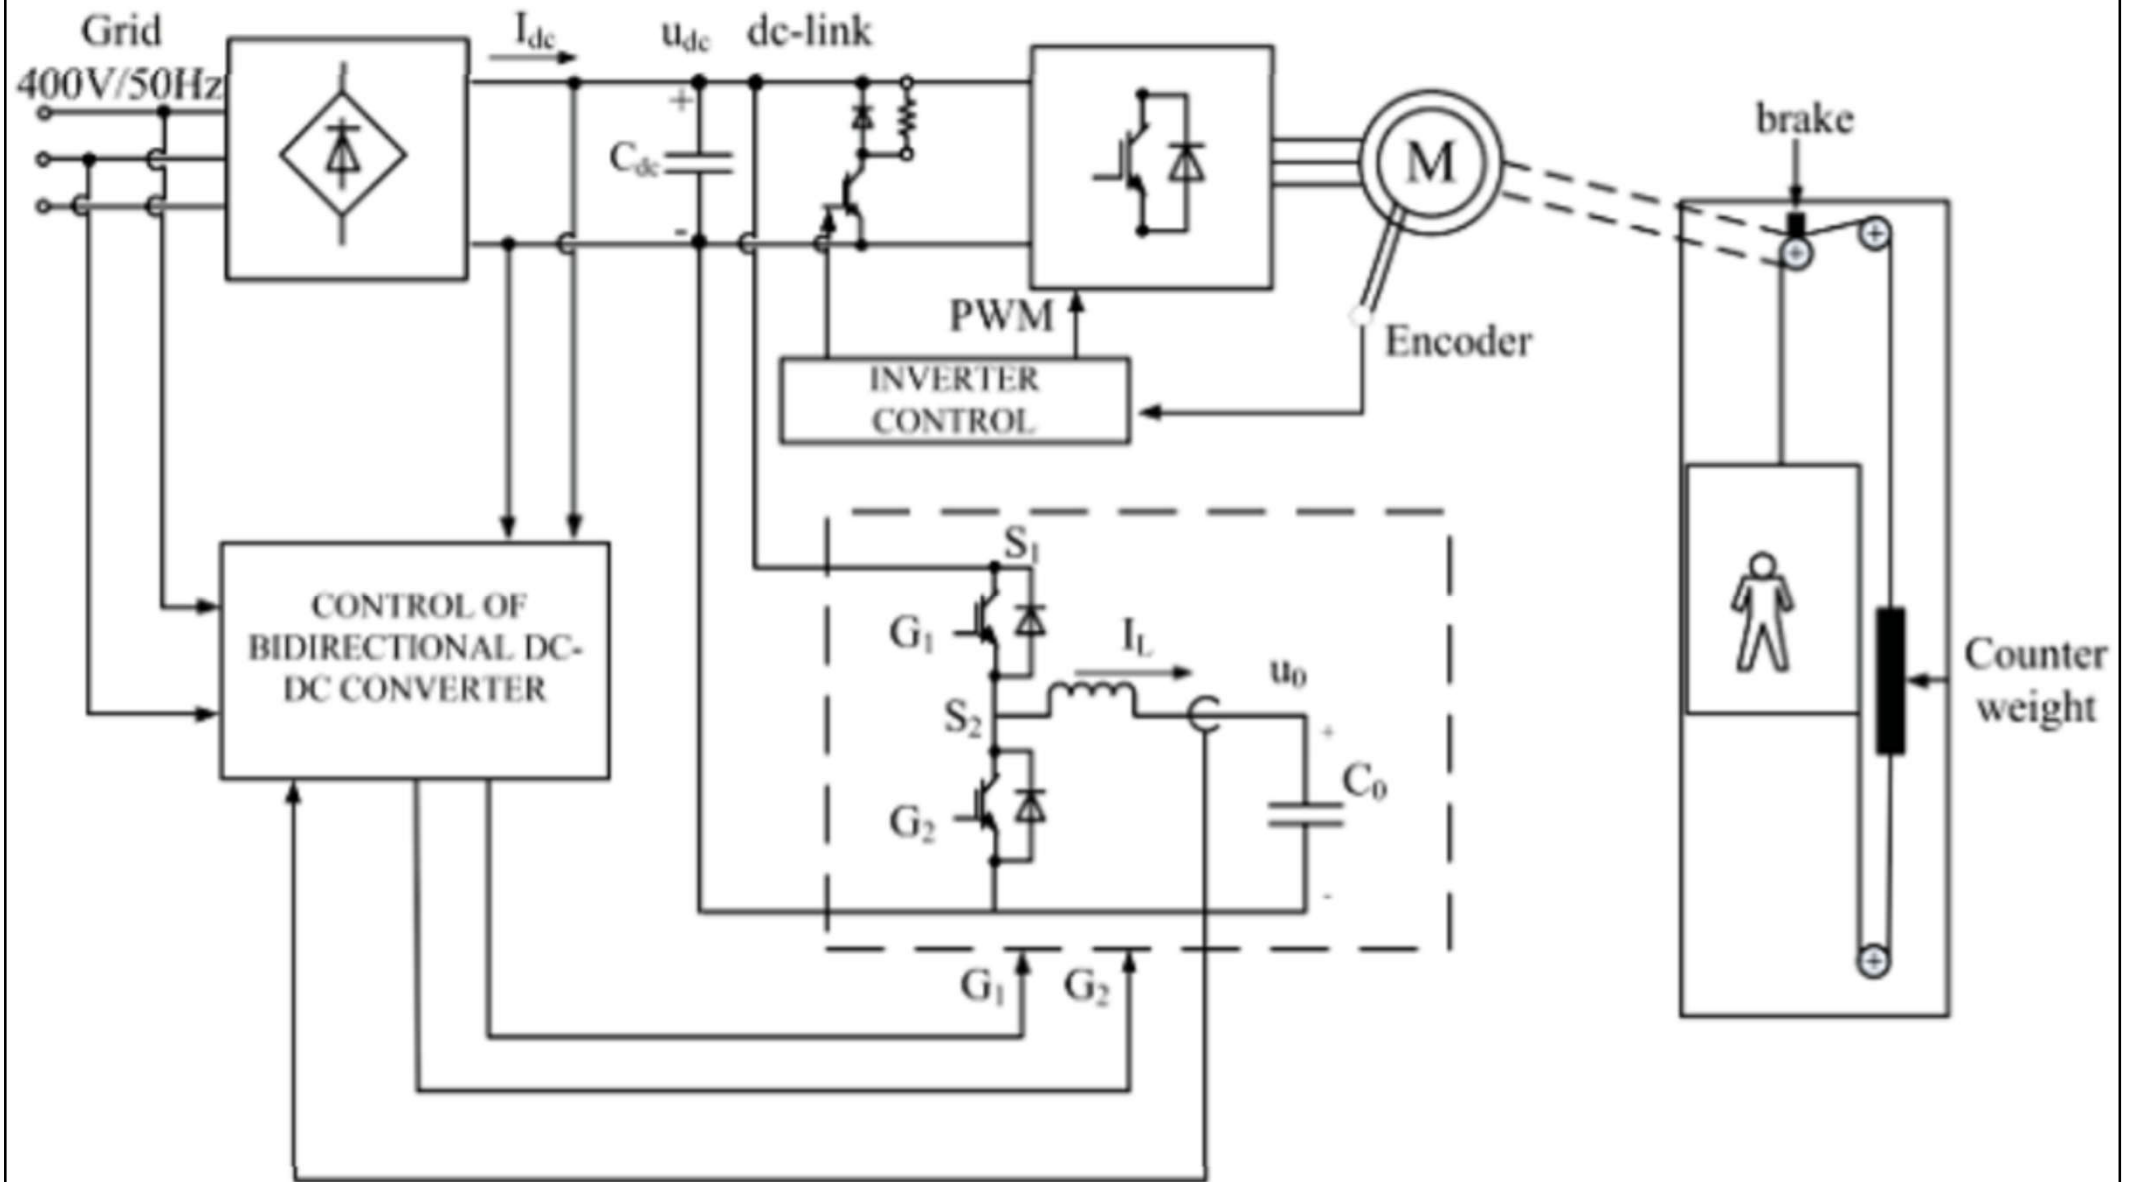 Grid
400V/50Hz
Idc
udc
dc-link
+
Cdc
-
M
brake
PWM
Encoder
INVERTER
CONTROL
CONTROL OF
BIDIRECTIONAL DC-
DC CONVERTER
S1
G1
IL
u0
S2
+
C0
G2
-
G1
G2
Counter
weight